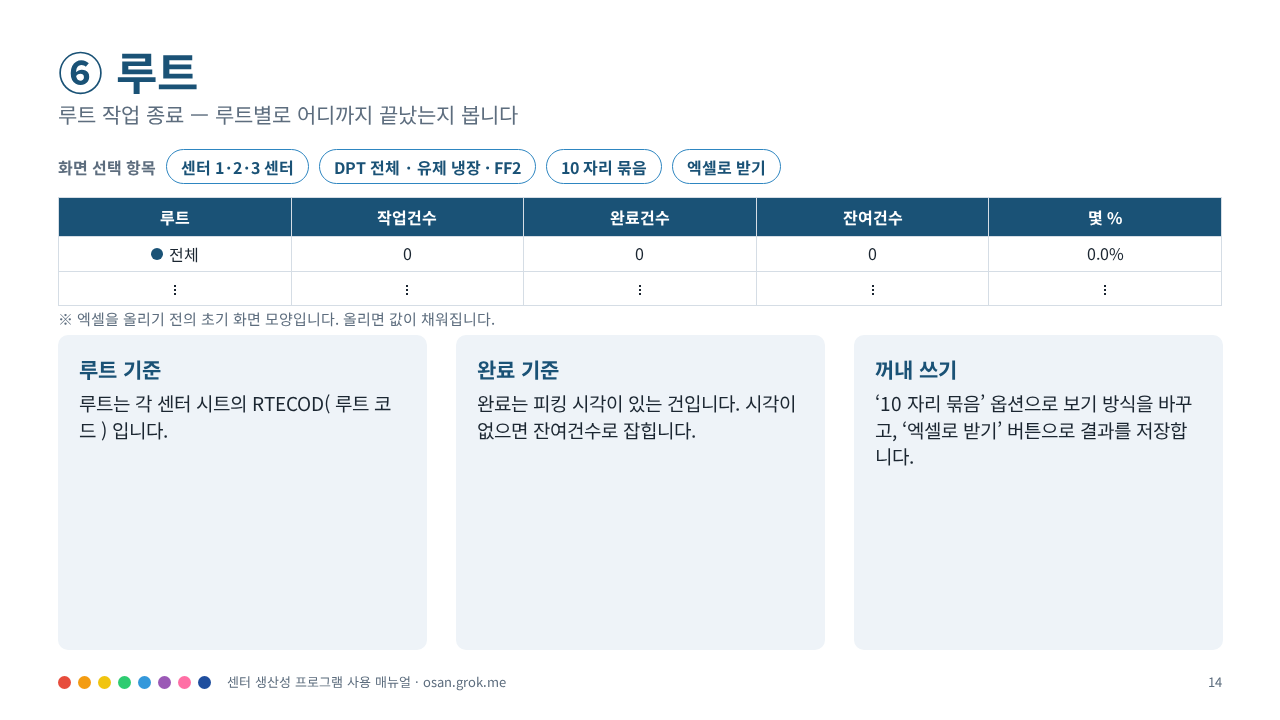 ⑥ 루트
루트 작업 종료 — 루트별로 어디까지 끝났는지 봅니다
화면 선택 항목 센터 1·2·3 센터 DPT 전체 · 유제 냉장 · FF2 10 자리 묶음 엑셀로 받기
루트 작업건수 완료건수 잔여건수 몇 %
전체 0 0 0 0.0%
⋮ ⋮ ⋮ ⋮ ⋮
※ 엑셀을 올리기 전의 초기 화면 모양입니다. 올리면 값이 채워집니다.
루트 기준
루트는 각 센터 시트의 RTECOD( 루트 코
드 ) 입니다.
완료 기준
완료는 피킹 시각이 있는 건입니다. 시각이
없으면 잔여건수로 잡힙니다.
꺼내 쓰기
‘10 자리 묶음’ 옵션으로 보기 방식을 바꾸
고, ‘엑셀로 받기’ 버튼으로 결과를 저장합
니다.
센터 생산성 프로그램 사용 매뉴얼 · osan.grok.me
14